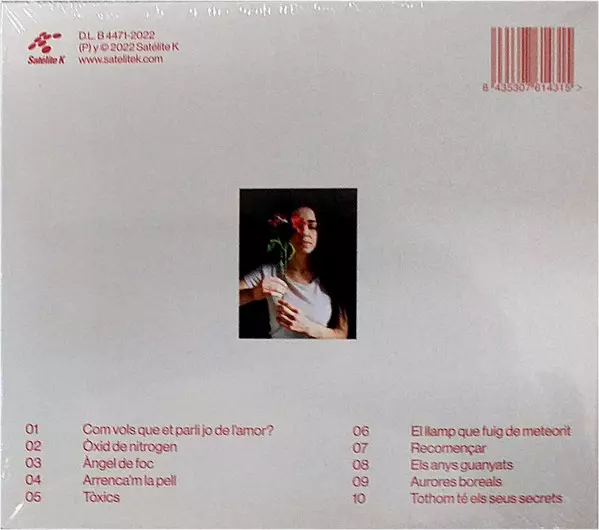 Satélite K
D.L. B 4471-2022
(P) y © 2022 Satélite K
www.satelitek.com
8 435307 614315 >
01 Com vols que et parli jo de l'amor?
02 Òxid de nitrogen
03 Àngel de foc
04 Arrenca'm la pell
05 Tòxics
06 El llamp que fuig de meteorit
07 Recomençar
08 Els anys guanyats
09 Aurores boreals
10 Tothom té els seus secrets